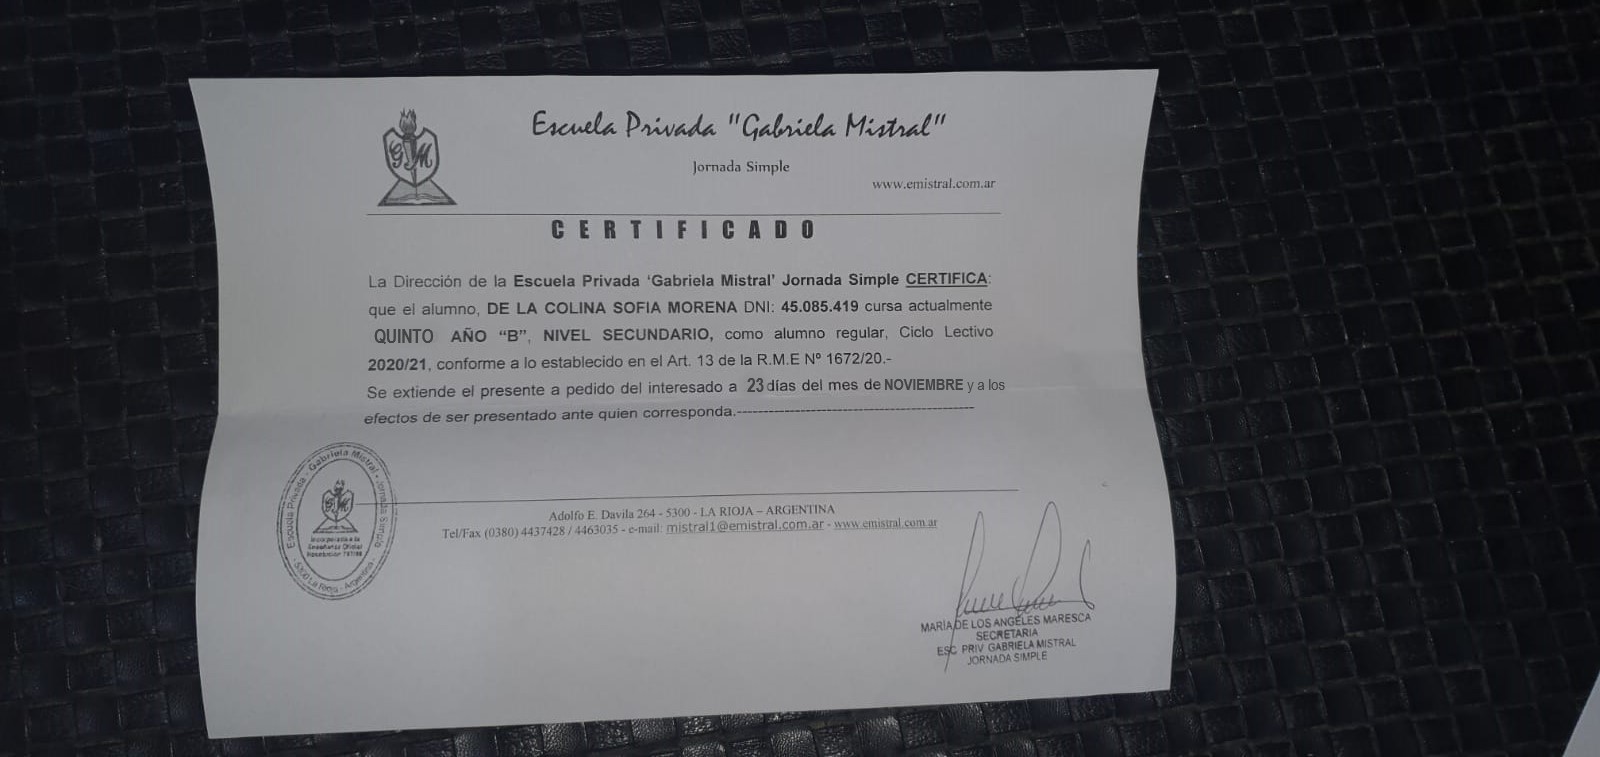 Escuela Privada "Gabriela Mistral"
Jornada Simple
www.emistral.com.ar
GM
CERTIFICADO
La Dirección de la Escuela Privada 'Gabriela Mistral' Jornada Simple CERTIFICA:
que el alumno, DE LA COLINA SOFIA MORENA DNI: 45.085.419 cursa actualmente
QUINTO AÑO "B", NIVEL SECUNDARIO, como alumno regular, Ciclo Lectivo
2020/21, conforme a lo establecido en el Art. 13 de la R.M.E Nº 1672/20.-
Se extiende el presente a pedido del interesado a 23 días del mes de NOVIEMBRE y a los
efectos de ser presentado ante quien corresponda.------------------------------------------------
Escuela Privada - Gabriela Mistral - Jornada Simple
GM
Incorporada a la
Enseñanza Oficial
5300 La Rioja - Argentina
Adolfo E. Davila 264 - 5300 - LA RIOJA – ARGENTINA
Tel/Fax (0380) 4437428 / 4463035 - e-mail: mistral1@emistral.com.ar - www.emistral.com.ar
MARÍA DE LOS ANGELES MARESCA
SECRETARIA
ESC PRIV GABRIELA MISTRAL
JORNADA SIMPLE